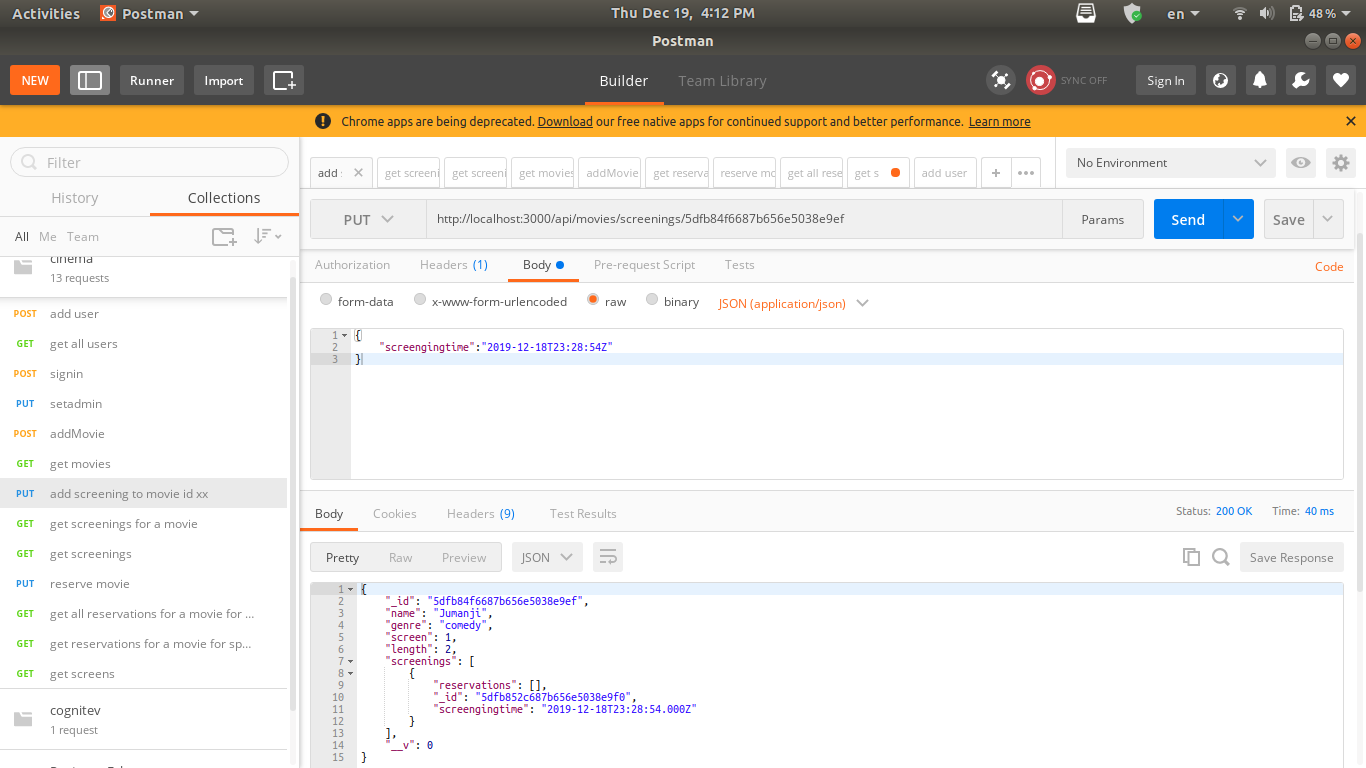 Activities Postman Thu Dec 19, 4:12 PM en 48 %
Postman
NEW Runner Import Builder Team Library SYNC OFF Sign In
Chrome apps are being deprecated. Download our free native apps for continued support and better performance. Learn more
Filter
History Collections
All Me Team
cinema
13 requests
POST add user
GET get all users
POST signin
PUT setadmin
POST addMovie
GET get movies
PUT add screening to movie id xx
GET get screenings for a movie
GET get screenings
PUT reserve movie
GET get all reservations for a movie for ...
GET get reservations for a movie for sp...
GET get screens
cognitev
1 request
add get screeni get screeni get movies addMovie get reserva reserve mo get all rese get s add user + ••• No Environment
PUT http://localhost:3000/api/movies/screenings/5dfb84f6687b656e5038e9ef Params Send Save
Authorization Headers (1) Body Pre-request Script Tests Code
form-data x-www-form-urlencoded raw binary JSON (application/json)
1 {
2 "screengingtime":"2019-12-18T23:28:54Z"
3 }
Body Cookies Headers (9) Test Results Status: 200 OK Time: 40 ms
Pretty Raw Preview JSON Save Response
1 {
2 "_id": "5dfb84f6687b656e5038e9ef",
3 "name": "Jumanji",
4 "genre": "comedy",
5 "screen": 1,
6 "length": 2,
7 "screenings": [
8 {
9 "reservations": [],
10 "_id": "5dfb852c687b656e5038e9f0",
11 "screengingtime": "2019-12-18T23:28:54.000Z"
12 }
13 ],
14 "__v": 0
15 }